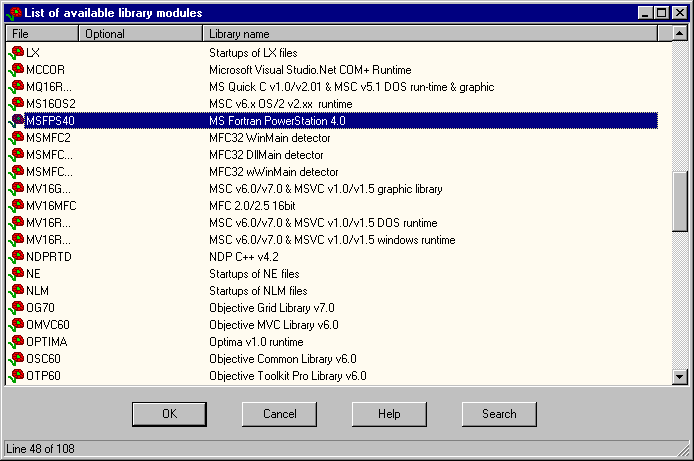 List of available library modules
File Optional Library name
LX Startups of LX files
MCCOR Microsoft Visual Studio.Net COM+ Runtime
MQ16R... MS Quick C v1.0/v2.01 & MSC v5.1 DOS run-time & graphic
MS16OS2 MSC v6.x OS/2 v2.xx runtime
MSFPS40 MS Fortran PowerStation 4.0
MSMFC2 MFC32 WinMain detector
MSMFC... MFC32 DllMain detector
MSMFC... MFC32 wWinMain detector
MV16G... MSC v6.0/v7.0 & MSVC v1.0/v1.5 graphic library
MV16MFC MFC 2.0/2.5 16bit
MV16R... MSC v6.0/v7.0 & MSVC v1.0/v1.5 DOS runtime
MV16R... MSC v6.0/v7.0 & MSVC v1.0/v1.5 windows runtime
NDPRTD NDP C++ v4.2
NE Startups of NE files
NLM Startups of NLM files
OG70 Objective Grid Library v7.0
OMVC60 Objective MVC Library v6.0
OPTIMA Optima v1.0 runtime
OSC60 Objective Common Library v6.0
OTP60 Objective Toolkit Pro Library v6.0
OK Cancel Help Search
Line 48 of 108